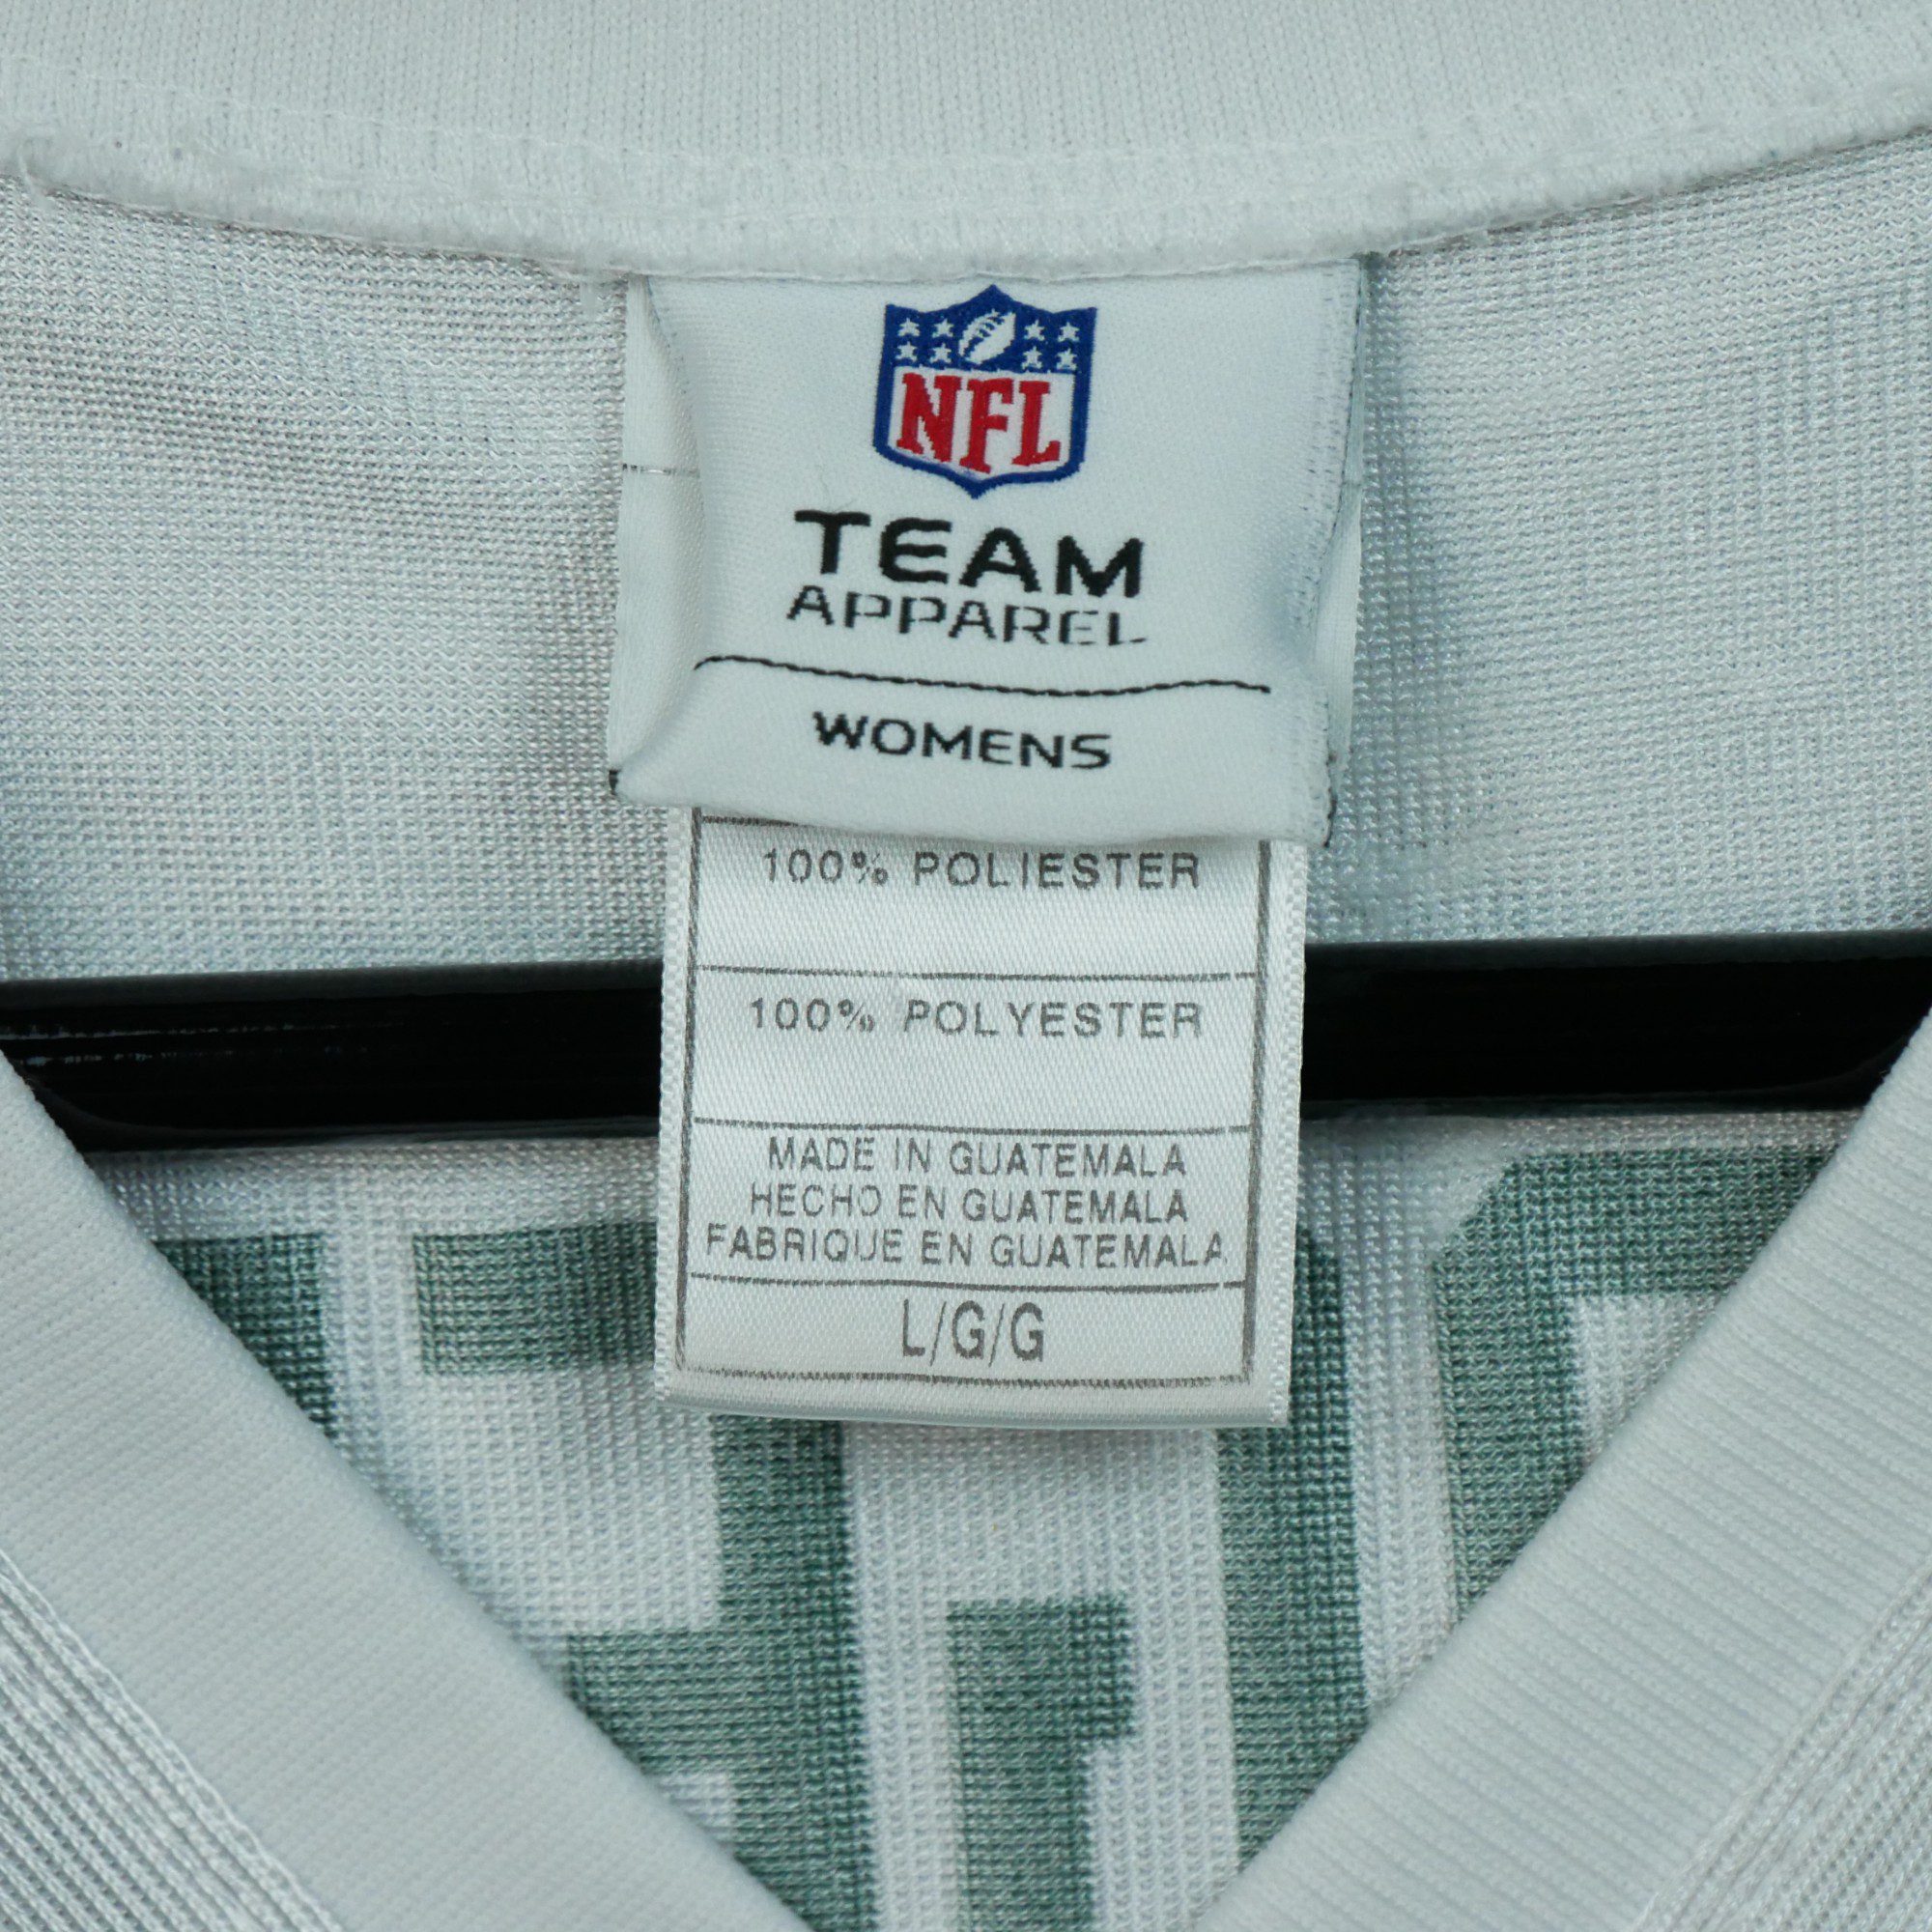 NFL
TEAM
APPAREL
WOMENS
100% POLIESTER
100% POLYESTER
MADE IN GUATEMALA
HECHO EN GUATEMALA
FABRIQUE EN GUATEMALA
L/G/G